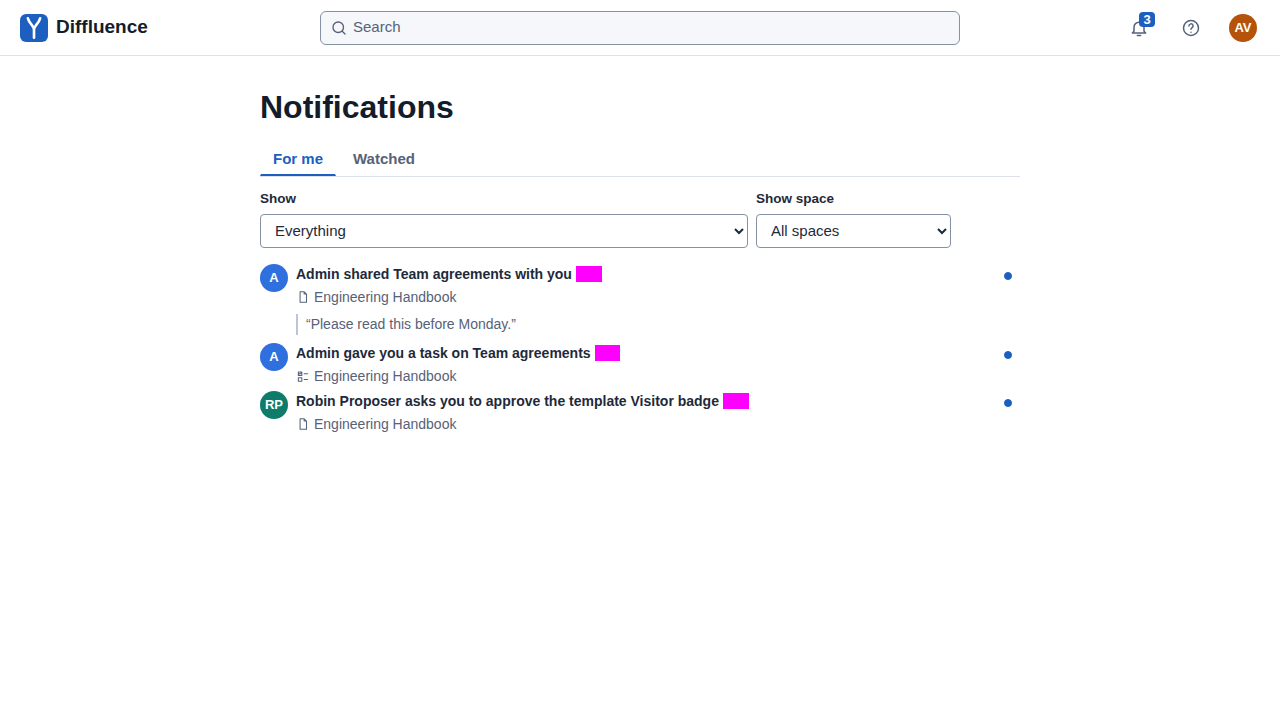 Diffluence
Search
3
AV
Notifications
For me
Watched
Show
Show space
Everything
All spaces
A
Admin shared Team agreements with you
Engineering Handbook
“Please read this before Monday.”
A
Admin gave you a task on Team agreements
Engineering Handbook
RP
Robin Proposer asks you to approve the template Visitor badge
Engineering Handbook